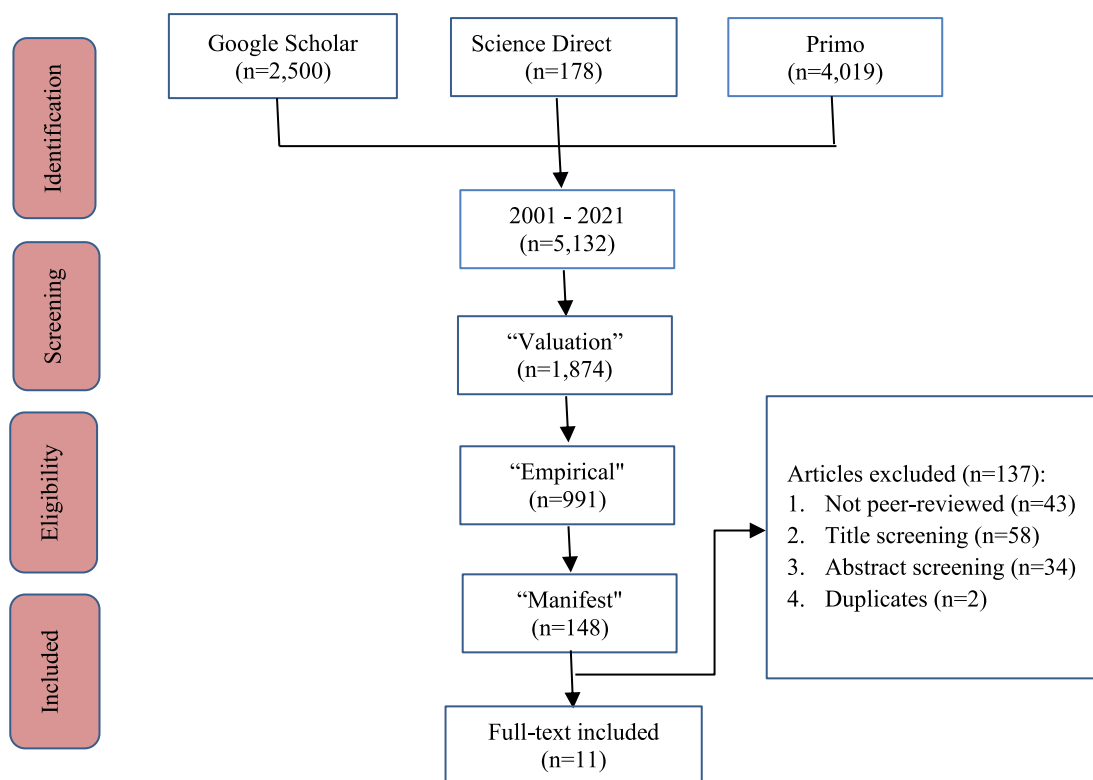 Identification
Google Scholar
(n=2,500)
Science Direct
(n=178)
Primo
(n=4,019)
2001 - 2021
(n=5,132)
Screening
“Valuation”
(n=1,874)
Eligibility
“Empirical"
(n=991)
“Manifest"
(n=148)
Articles excluded (n=137):
1. Not peer-reviewed (n=43)
2. Title screening (n=58)
3. Abstract screening (n=34)
4. Duplicates (n=2)
Included
Full-text included
(n=11)